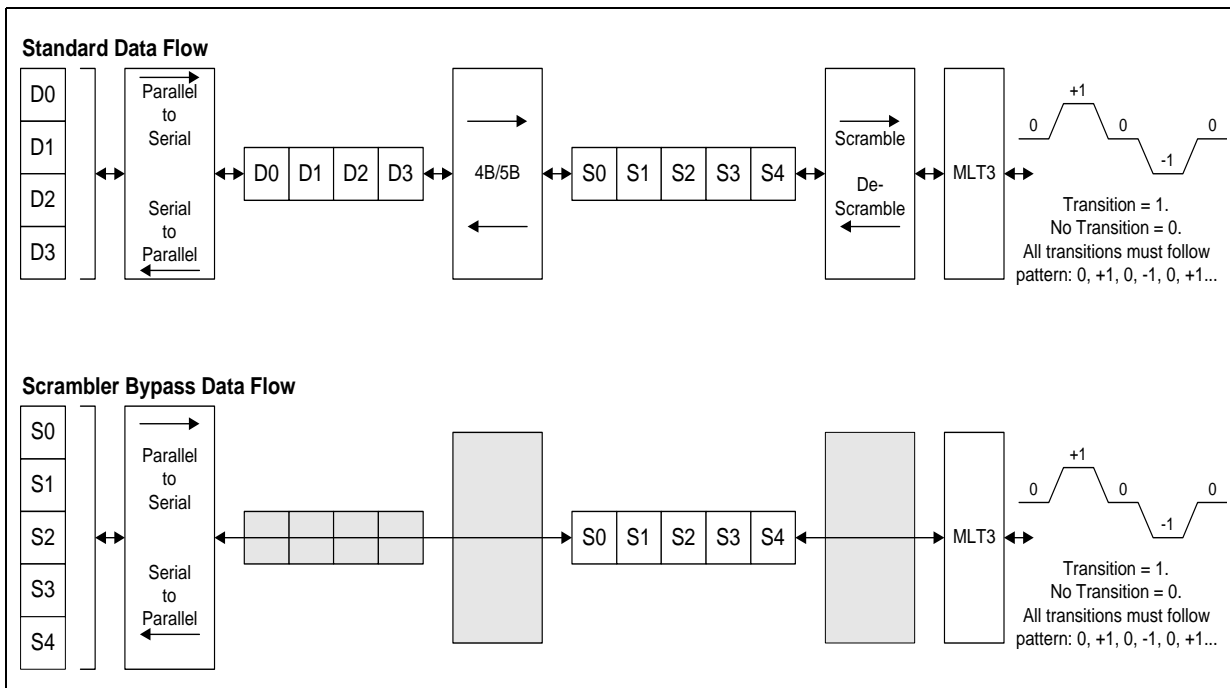 Standard Data Flow
D0
D1
D2
D3
Parallel
to
Serial
Serial
to
Parallel
D0 D1 D2 D3
4B/5B
S0 S1 S2 S3 S4
Scramble
De-
Scramble
MLT3
0 +1 0 -1 0
Transition = 1.
No Transition = 0.
All transitions must follow
pattern: 0, +1, 0, -1, 0, +1...
Scrambler Bypass Data Flow
S0
S1
S2
S3
S4
Parallel
to
Serial
Serial
to
Parallel
S0 S1 S2 S3 S4
MLT3
0 +1 0 -1 0
Transition = 1.
No Transition = 0.
All transitions must follow
pattern: 0, +1, 0, -1, 0, +1...